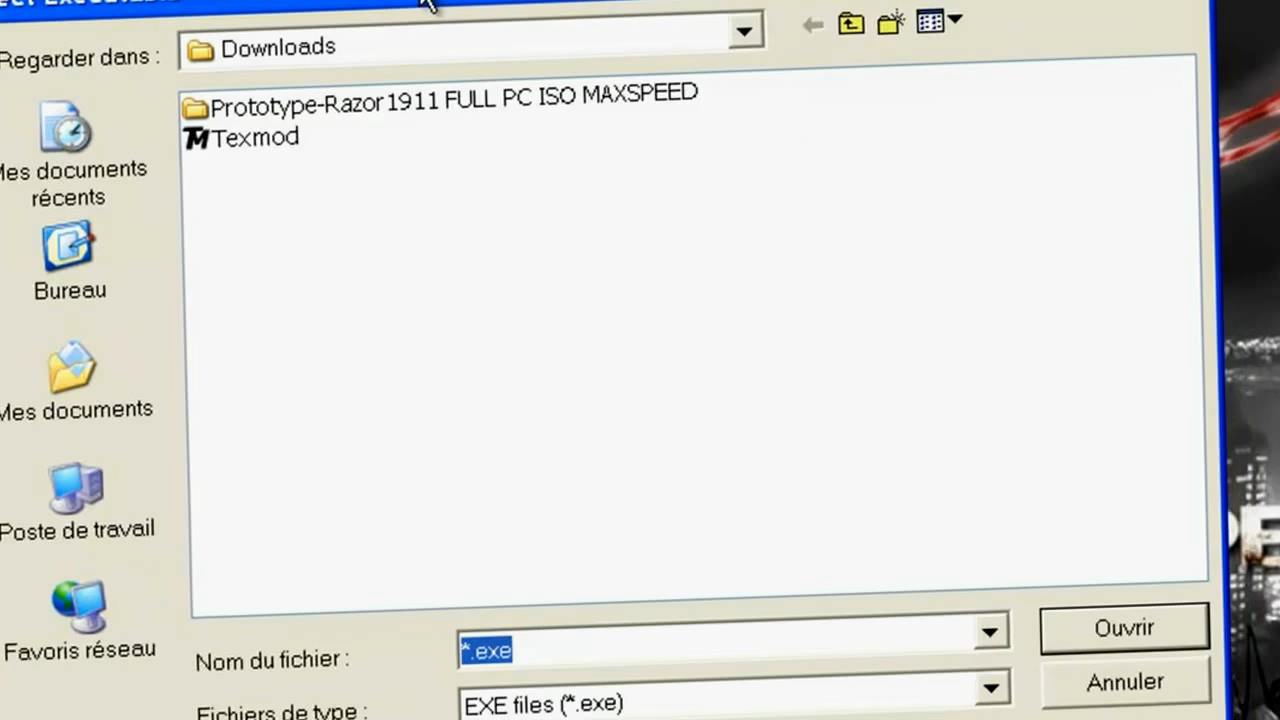 Regarder dans :
Downloads
Prototype-Razor1911 FULL PC ISO MAXSPEED
Texmod
Mes documents
récents
Bureau
Mes documents
Poste de travail
Favoris réseau
Nom du fichier :
*.exe
Ouvrir
Fichiers de type :
EXE files (*.exe)
Annuler